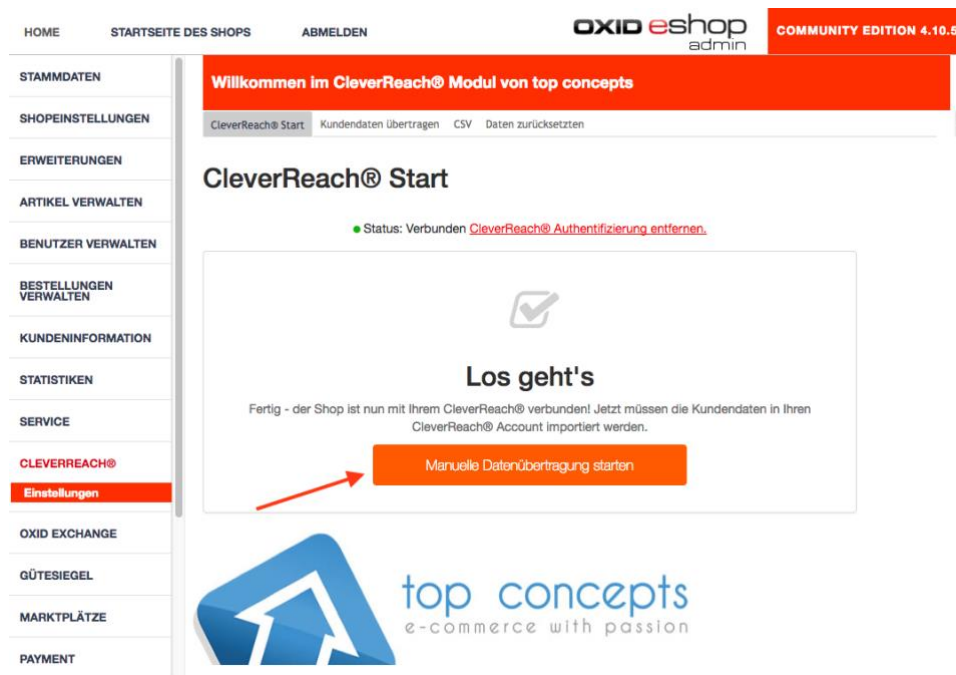 HOME STARTSEITE DES SHOPS ABMELDEN
OXID eshop
admin
COMMUNITY EDITION 4.10.5
STAMMDATEN
SHOPEINSTELLUNGEN
ERWEITERUNGEN
ARTIKEL VERWALTEN
BENUTZER VERWALTEN
BESTELLUNGEN
VERWALTEN
KUNDENINFORMATION
STATISTIKEN
SERVICE
CLEVERREACH®
Einstellungen
OXID EXCHANGE
GÜTESIEGEL
MARKTPLÄTZE
PAYMENT
Willkommen im CleverReach® Modul von top concepts
CleverReach® Start Kundendaten übertragen CSV Daten zurücksetzten
CleverReach® Start
Status: Verbunden CleverReach® Authentifizierung entfernen.
Los geht's
Fertig - der Shop ist nun mit Ihrem CleverReach® verbunden! Jetzt müssen die Kundendaten in Ihren
CleverReach® Account importiert werden.
Manuelle Datenübertragung starten
top concepts
e-commerce with passion